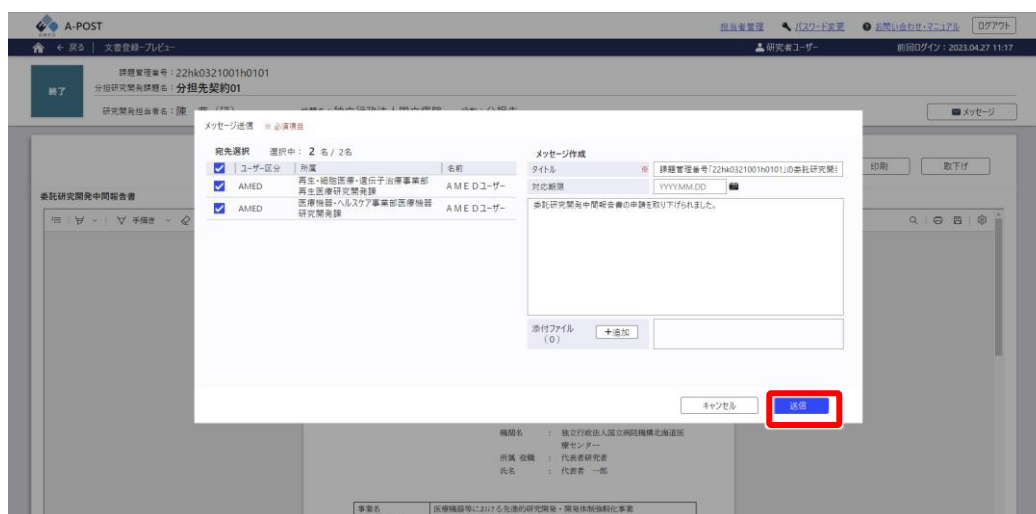 A-POST
担当者管理 パスワード変更 お問い合わせ・マニュアル ログアウト
← 戻る | 文書登録-プレビュー 研究者ユーザー 前回ログイン:2023.04.27 11:17
終了
課題管理番号:22hk0321001h0101
分担研究開発課題名:分担先契約01
研究開発担当者名:陳
メッセージ
メッセージ送信 ※ 必須項目
宛先選択 選択中: 2 名 / 2名
ユーザー区分 所属 名前
AMED 再生・細胞医療・遺伝子治療事業部
再生医療研究開発課 AMEDユーザー
AMED 医療機器・ヘルスケア事業部医療機器
研究開発課 AMEDユーザー
メッセージ作成
タイトル ※ 課題管理番号「22hk0321001h0101」の委託研究開
対応期限 YYYY.MM.DD
委託研究開発中間報告書の申請を取り下げられました。
添付ファイル
(0)
+追加
キャンセル 送信
印刷 取下げ
委託研究開発中間報告書
手描き
機関名 : 独立行政法人国立病院機構北海道医
療センター
所属 役職 : 代表者研究者
氏名 : 代表者 一郎
事業名 医療機器等における先進的研究開発・開発体制強靭化事業